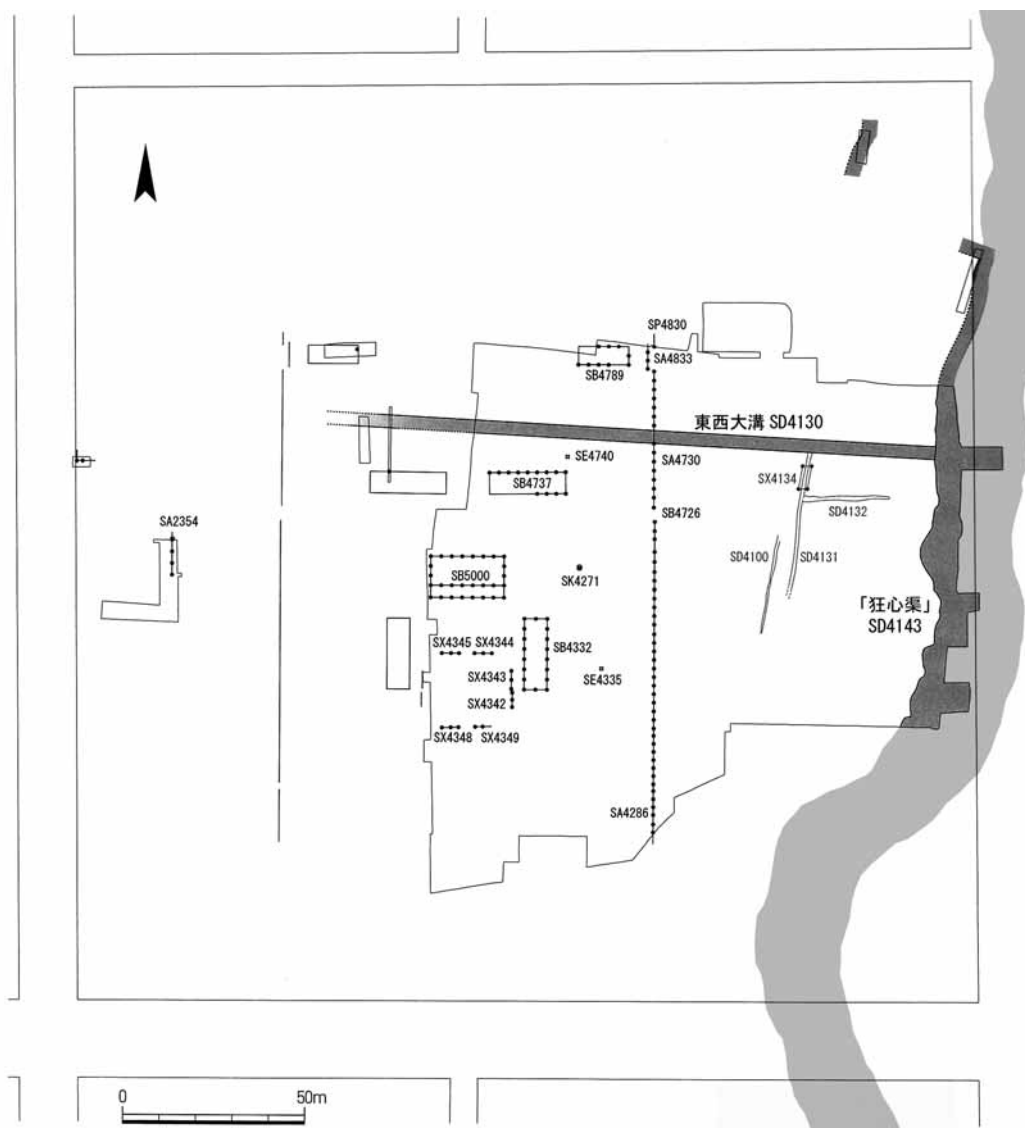 SP4830
SA4833
SB4789
東西大溝 SD4130
SE4740
SA4730
SX4134
SB4737
SD4132
SB4726
SA2354
SD4100
SD4131
SB5000
SK4271
「狂心渠」
SD4143
SX4345
SX4344
SB4332
SX4343
SE4335
SX4342
SX4348
SX4349
SA4286
0
50m